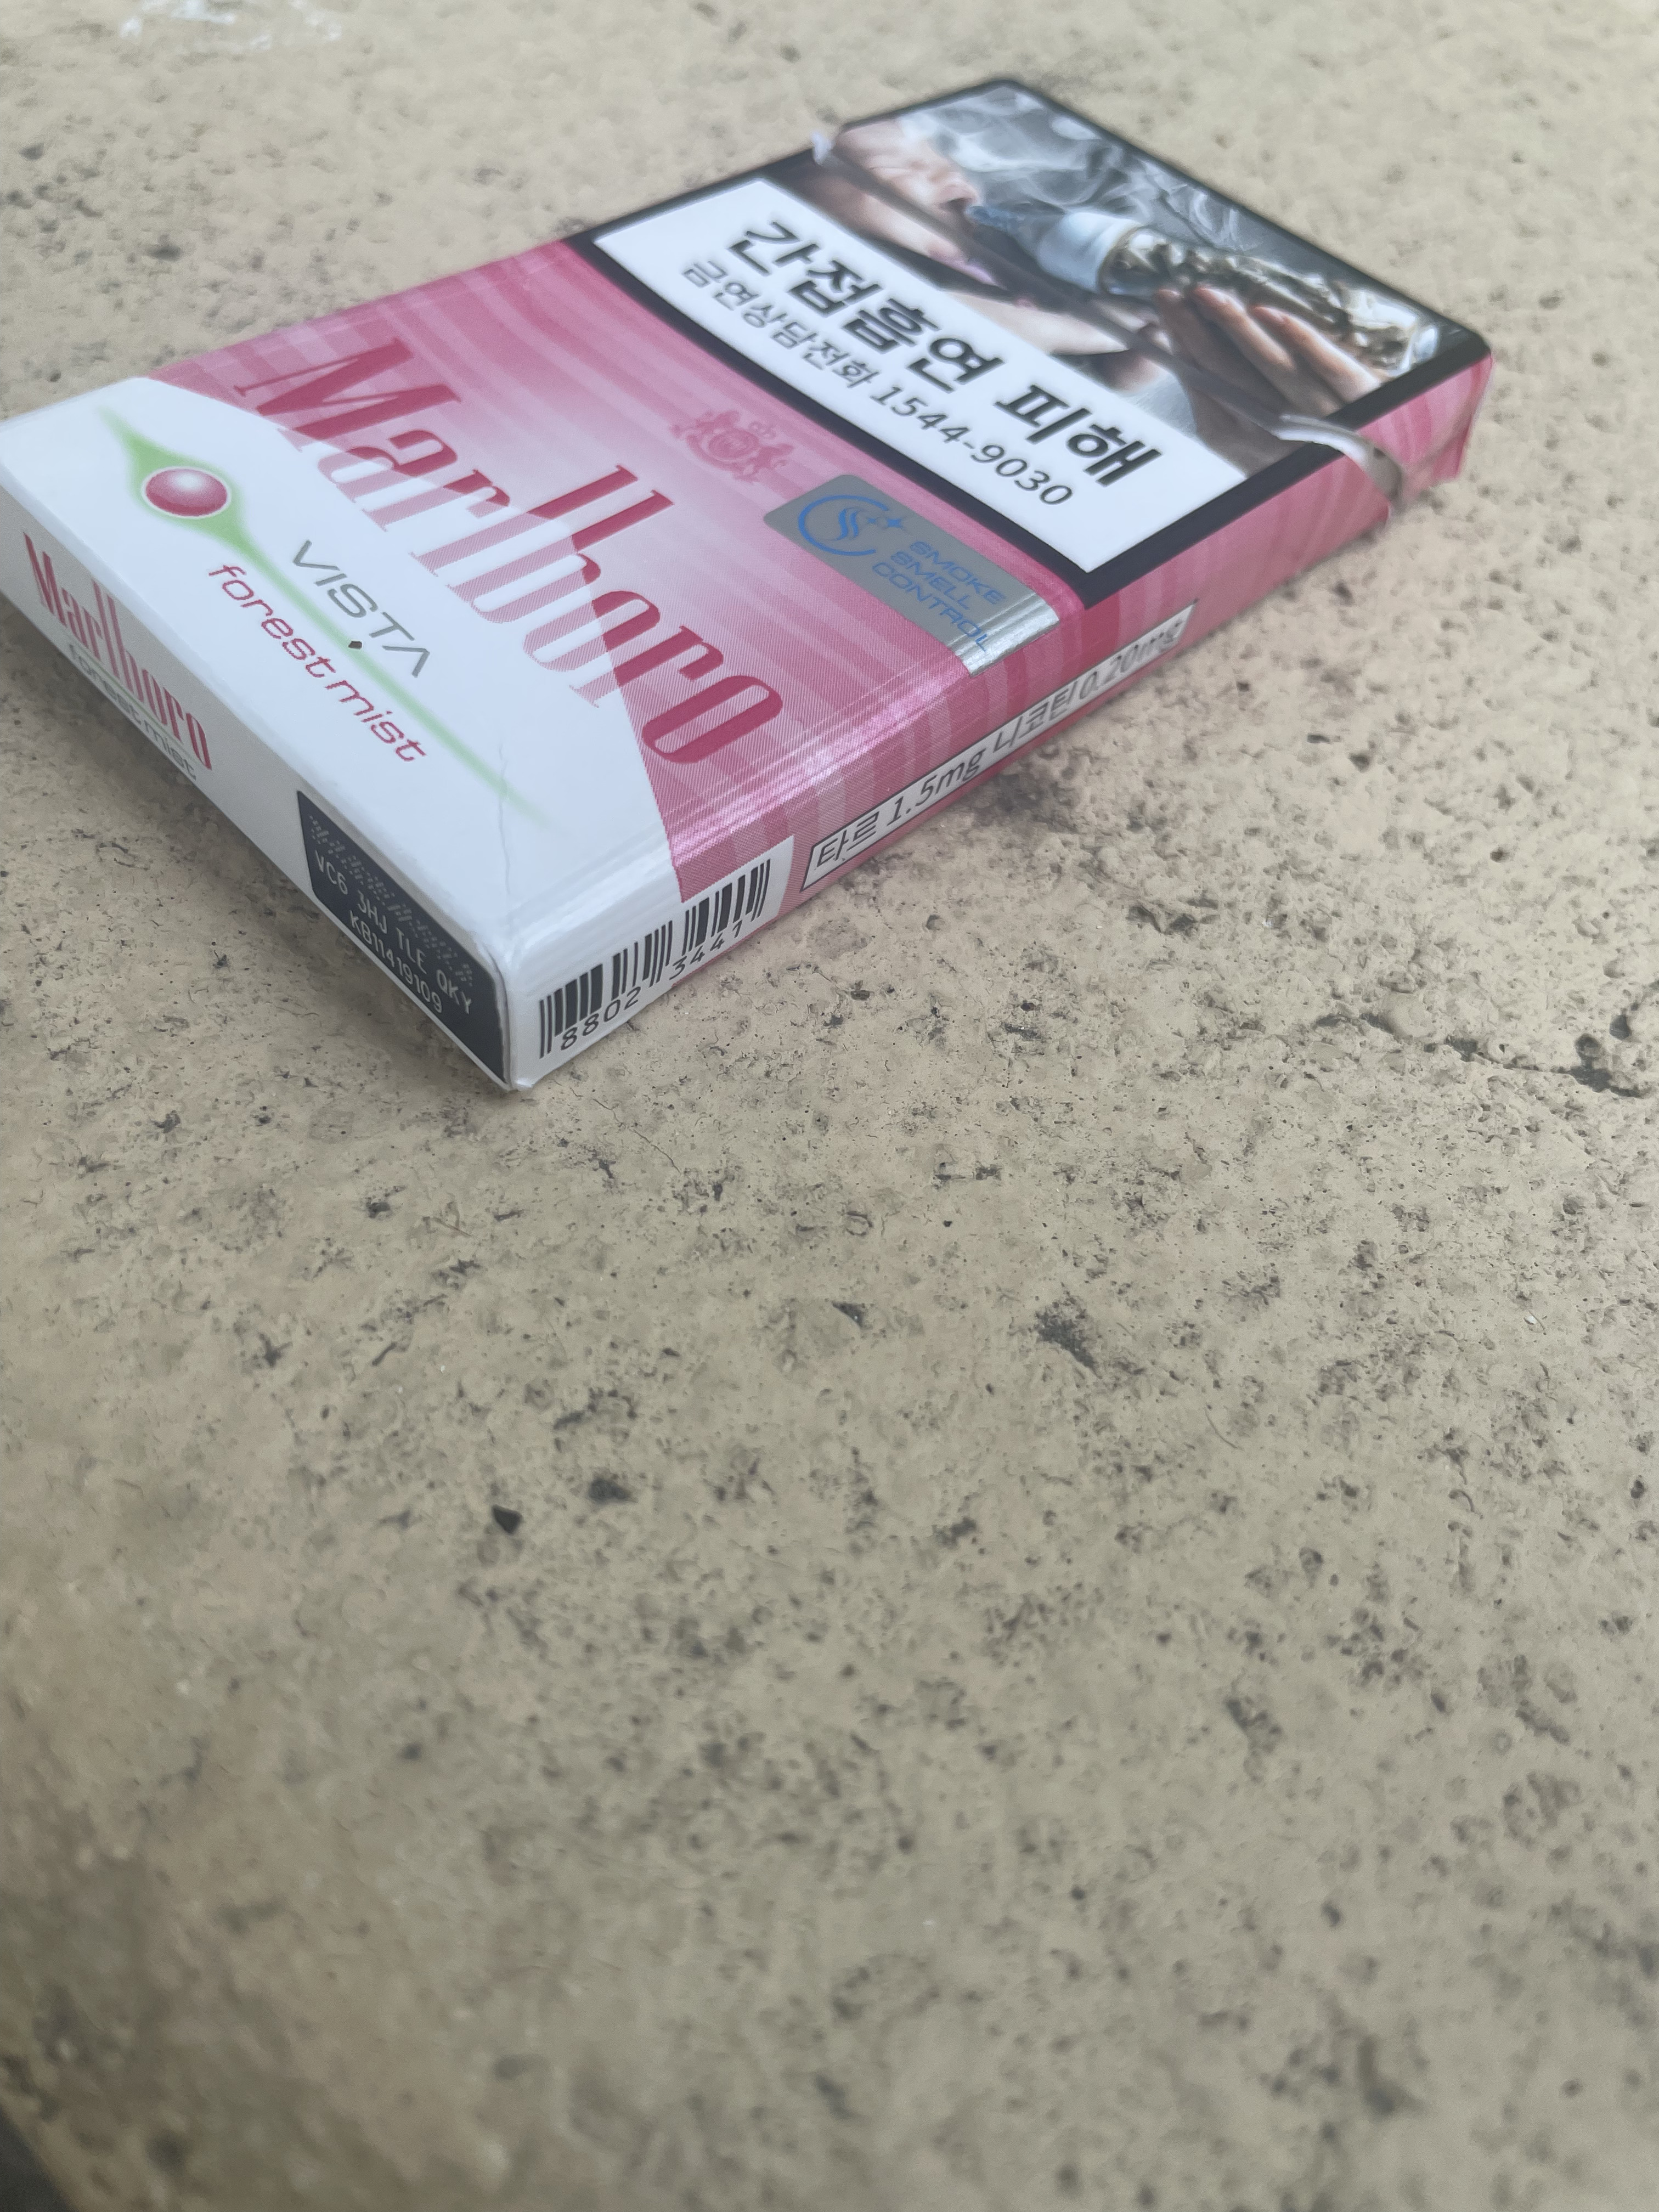 간접흡연 피해
금연상담전화 1544-9030
SMOKE
SMELL
CONTROL
Marlboro
VISTA
forest mist
Marlboro
forest mist
VC6 3HJ TLE QKY
KB11419109
8802 3441
타르 1.5mg 니코틴 0.20mg